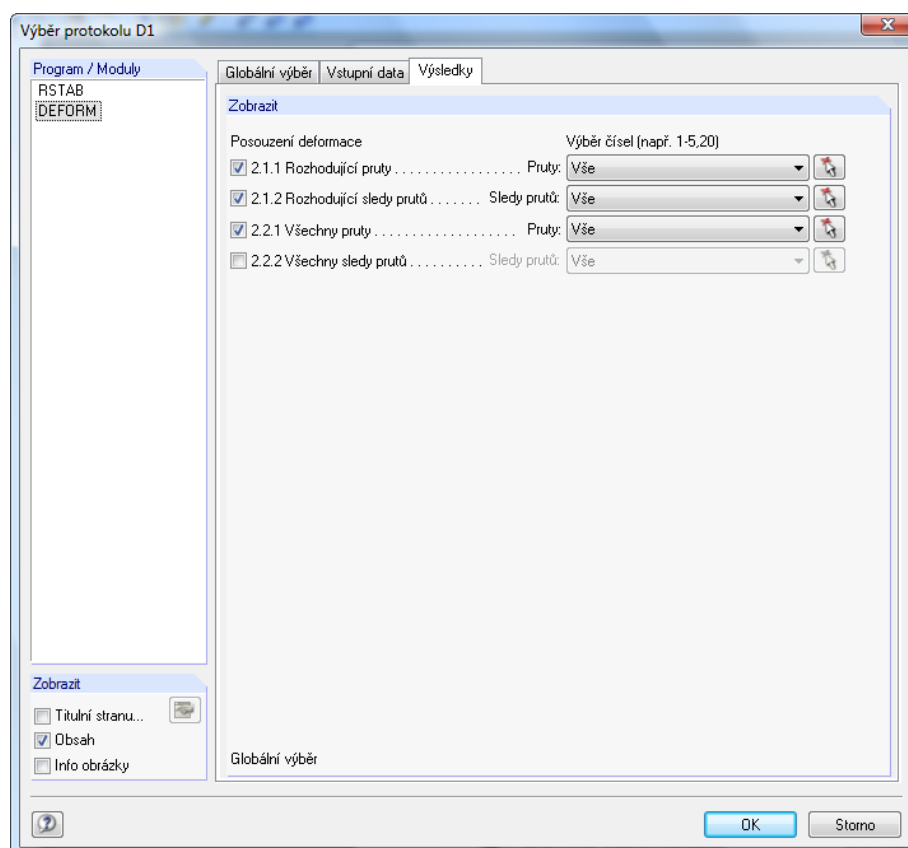 Výběr protokolu D1
Program / Moduly
RSTAB
DEFORM
Globální výběr
Vstupní data
Výsledky
Zobrazit
Posouzení deformace
Výběr čísel (např. 1-5,20)
2.1.1 Rozhodující pruty . . . . . . . . . . . . . . . . . Pruty: Vše
2.1.2 Rozhodující sledy prutů . . . . . . . Sledy prutů: Vše
2.2.1 Všechny pruty . . . . . . . . . . . . . . . . . . . Pruty: Vše
2.2.2 Všechny sledy prutů . . . . . . . . . . Sledy prutů: Vše
Globální výběr
Zobrazit
Titulní stranu...
Obsah
Info obrázky
OK
Storno